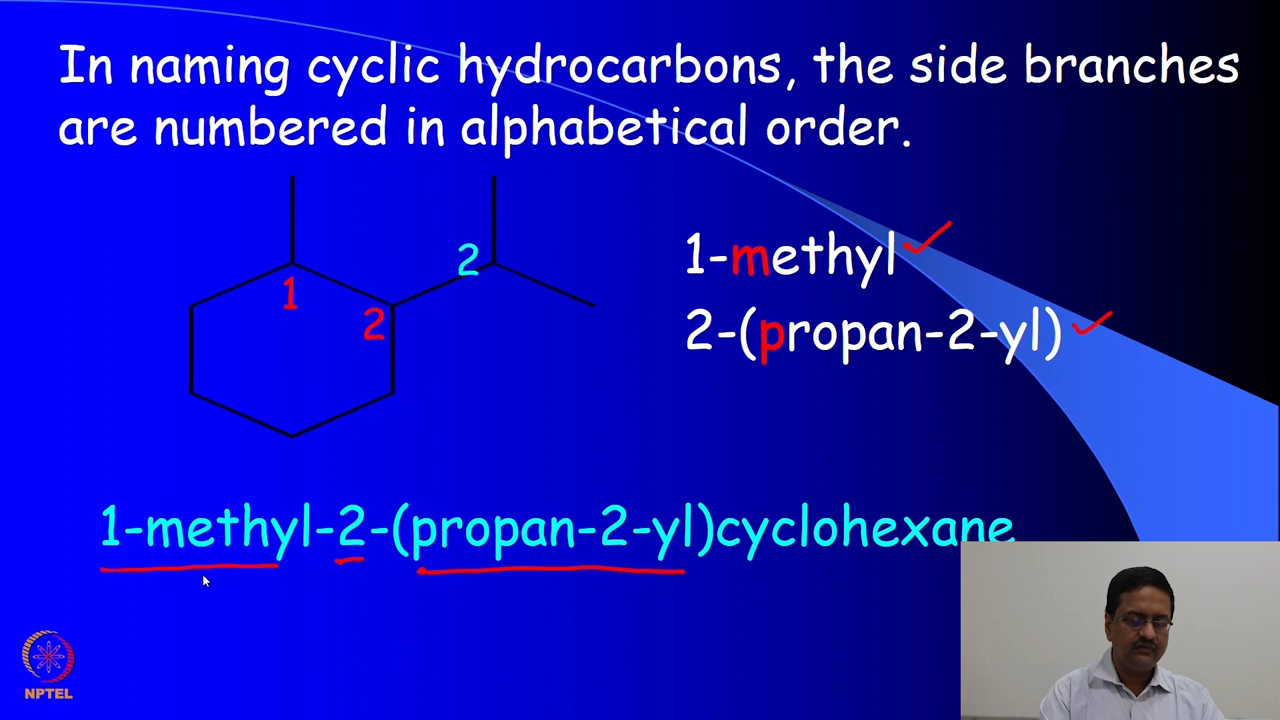 In naming cyclic hydrocarbons, the side branches
are numbered in alphabetical order.
2
1
2
1-methyl
2-(propan-2-yl)
1-methyl-2-(propan-2-yl)cyclohexane
NPTEL